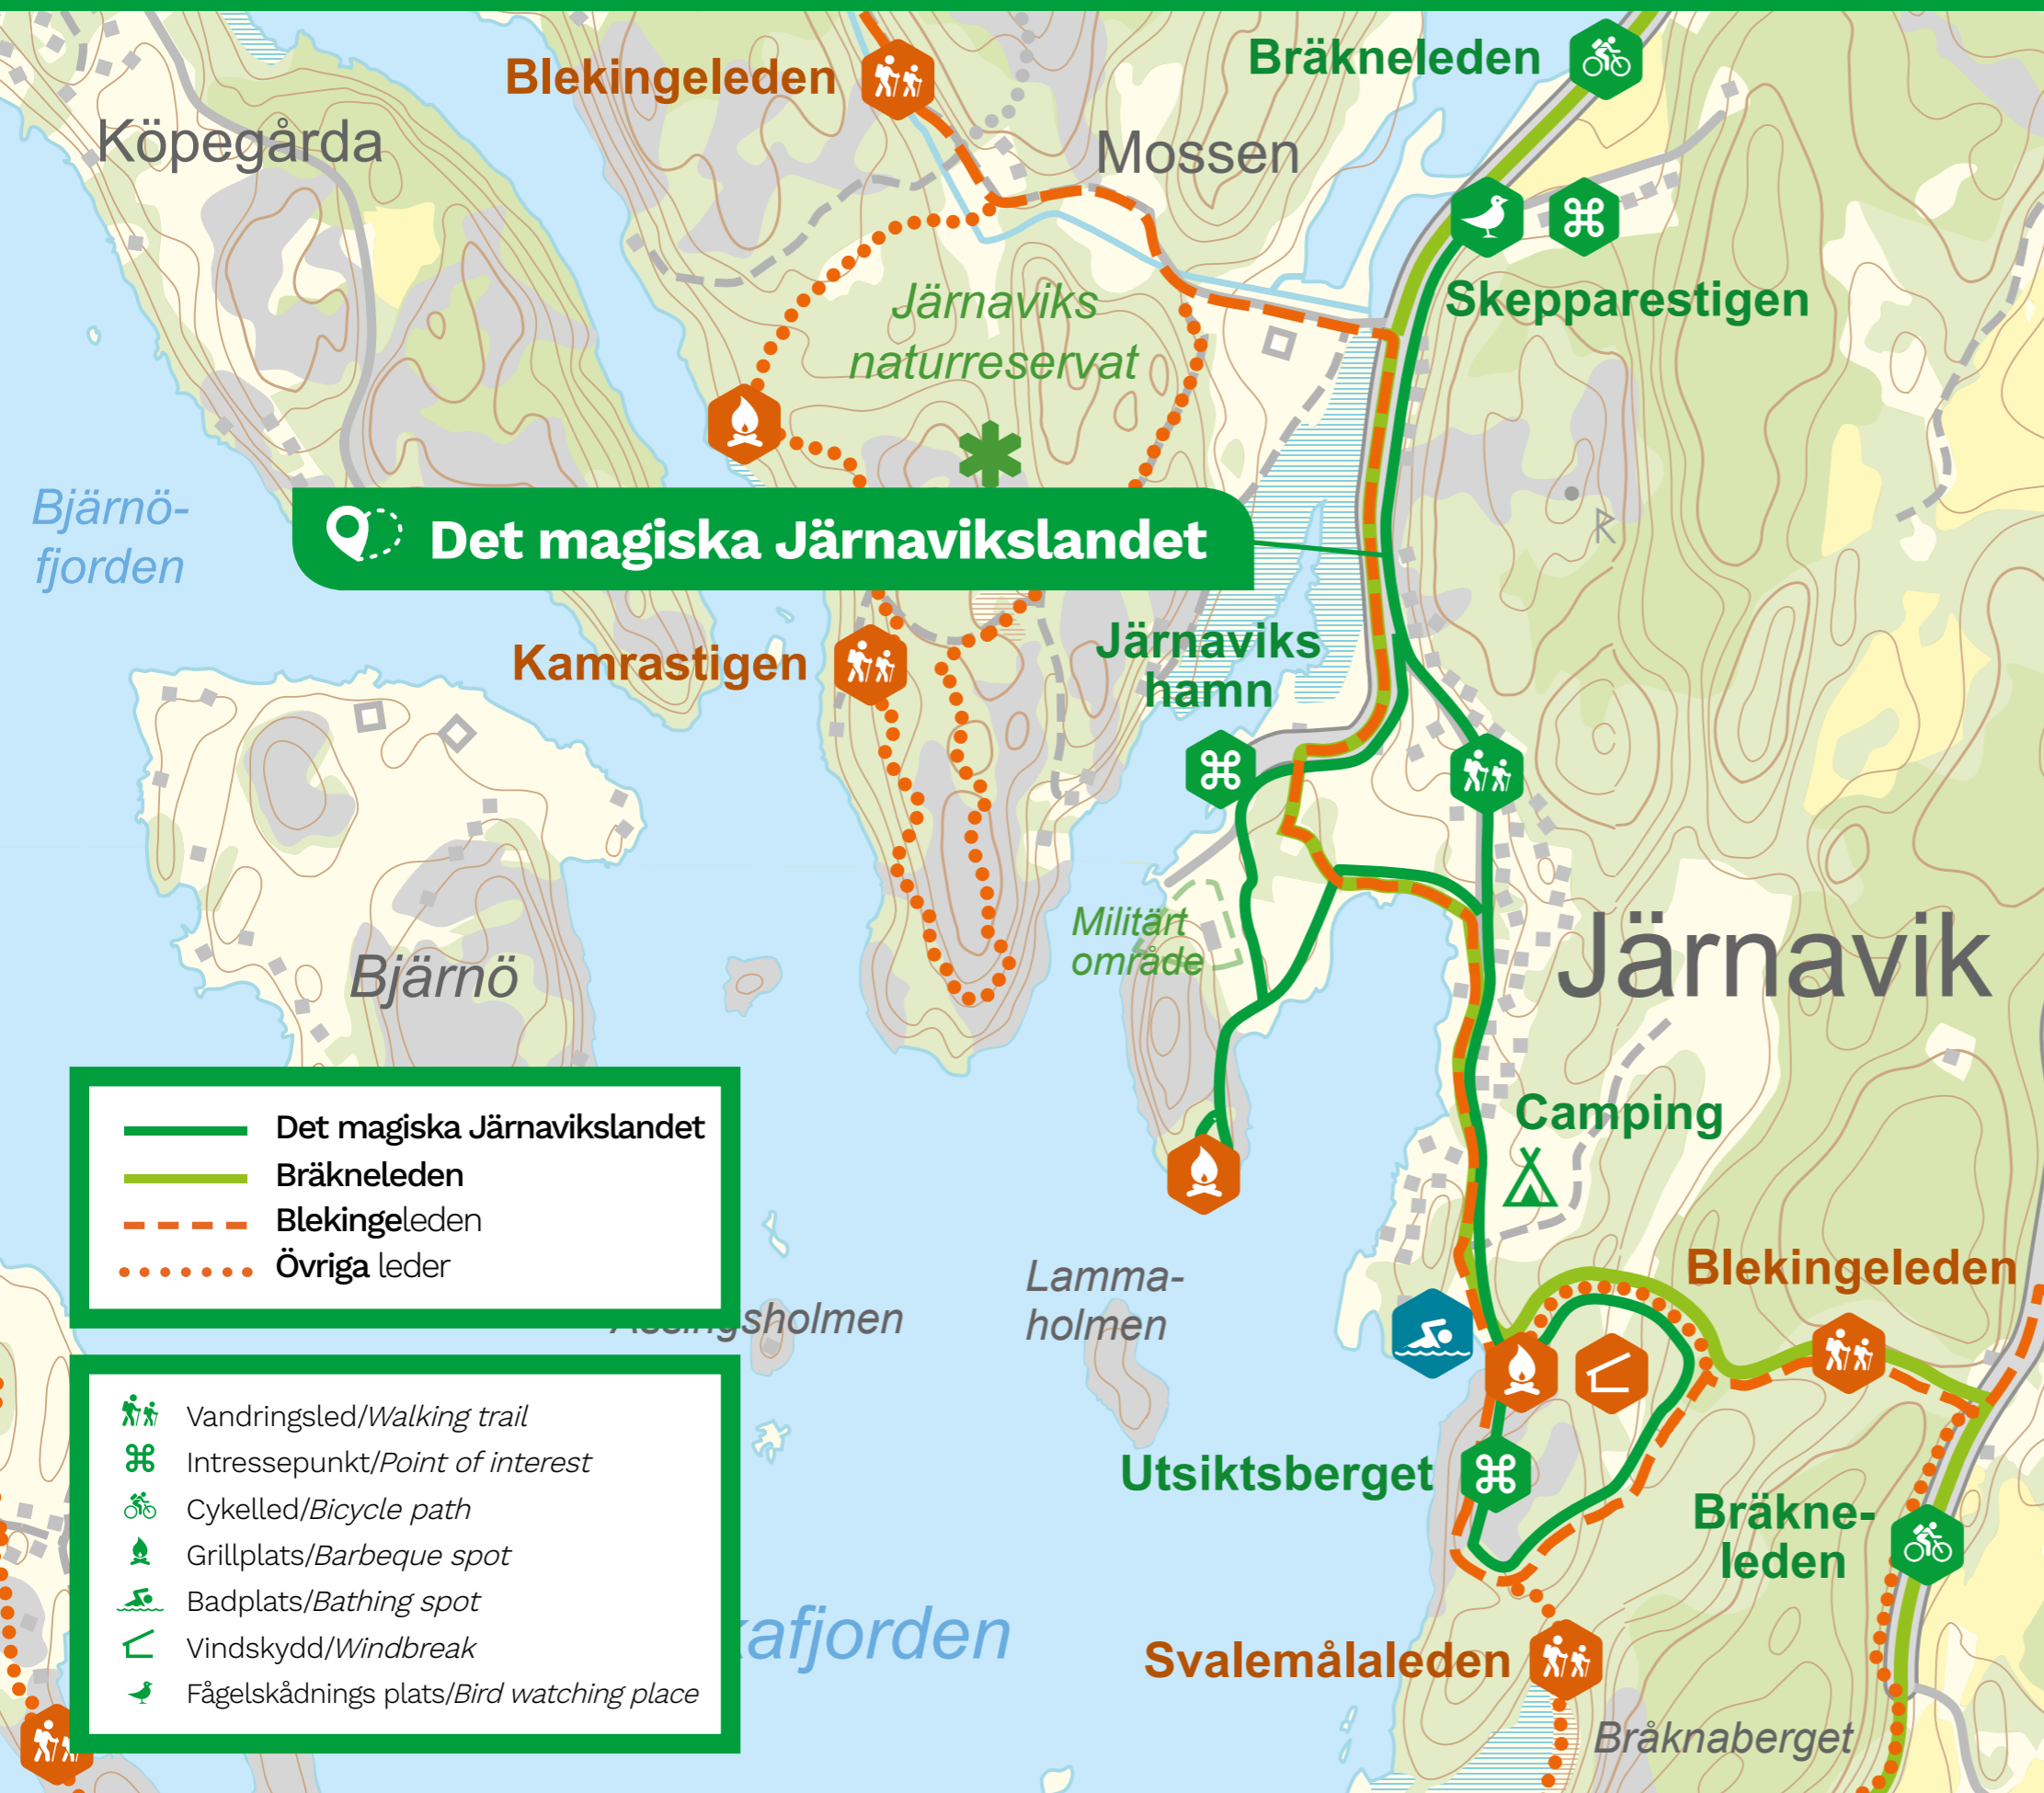 Blekingeleden
Bräkneleden
Köpegårda
Mossen
Skepparestigen
Järnaviks
naturreservat
Bjärnö-
fjorden
Det magiska Järnavikslandet
Kamrastigen
Järnaviks
hamn
Militärt
område
Järnavik
Bjärnö
Camping
Det magiska Järnavikslandet
Bräkneleden
Blekingeleden
Övriga leder
Lamma-
holmen
Blekingeleden
Vandringsled/Walking trail
Intressepunkt/Point of interest
Cykelled/Bicycle path
Grillplats/Barbeque spot
Badplats/Bathing spot
Vindskydd/Windbreak
Fågelskådnings plats/Bird watching place
Utsiktsberget
Bräkne-
leden
Svalemålaleden
Bråknaberget